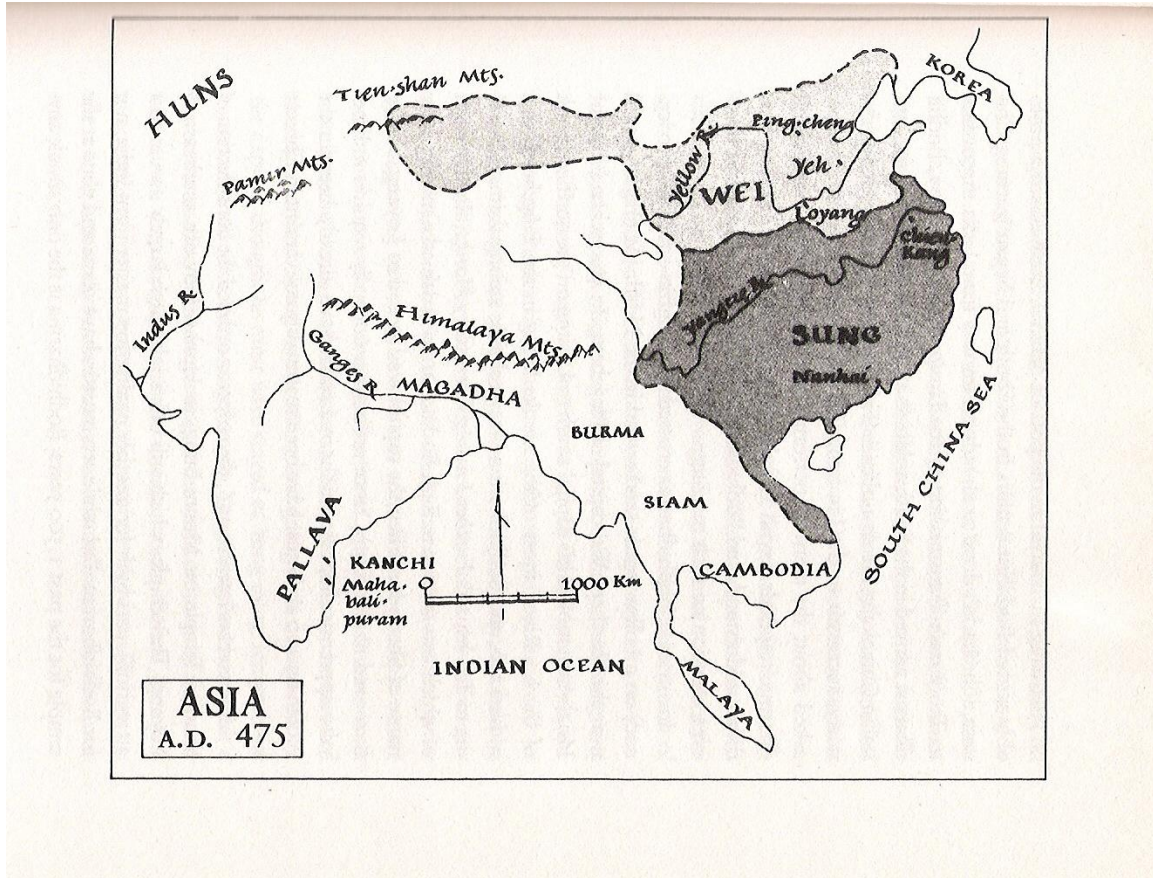 HUNS
Tien-shan Mts.
KOREA
Ping-cheng
Pamir Mts.
Yellow R.
Yeh
WEI
Loyang
Chien-
Kang
Indus R.
Yangtze R.
Himalaya Mts.
SUNG
Ganges R.
Nanhai
MAGADHA
BURMA
SOUTH CHINA SEA
SIAM
PALLAVA
KANCHI
CAMBODIA
Maha-
bali-
puram
1000 Km
INDIAN OCEAN
MALAYA
ASIA
A.D. 475